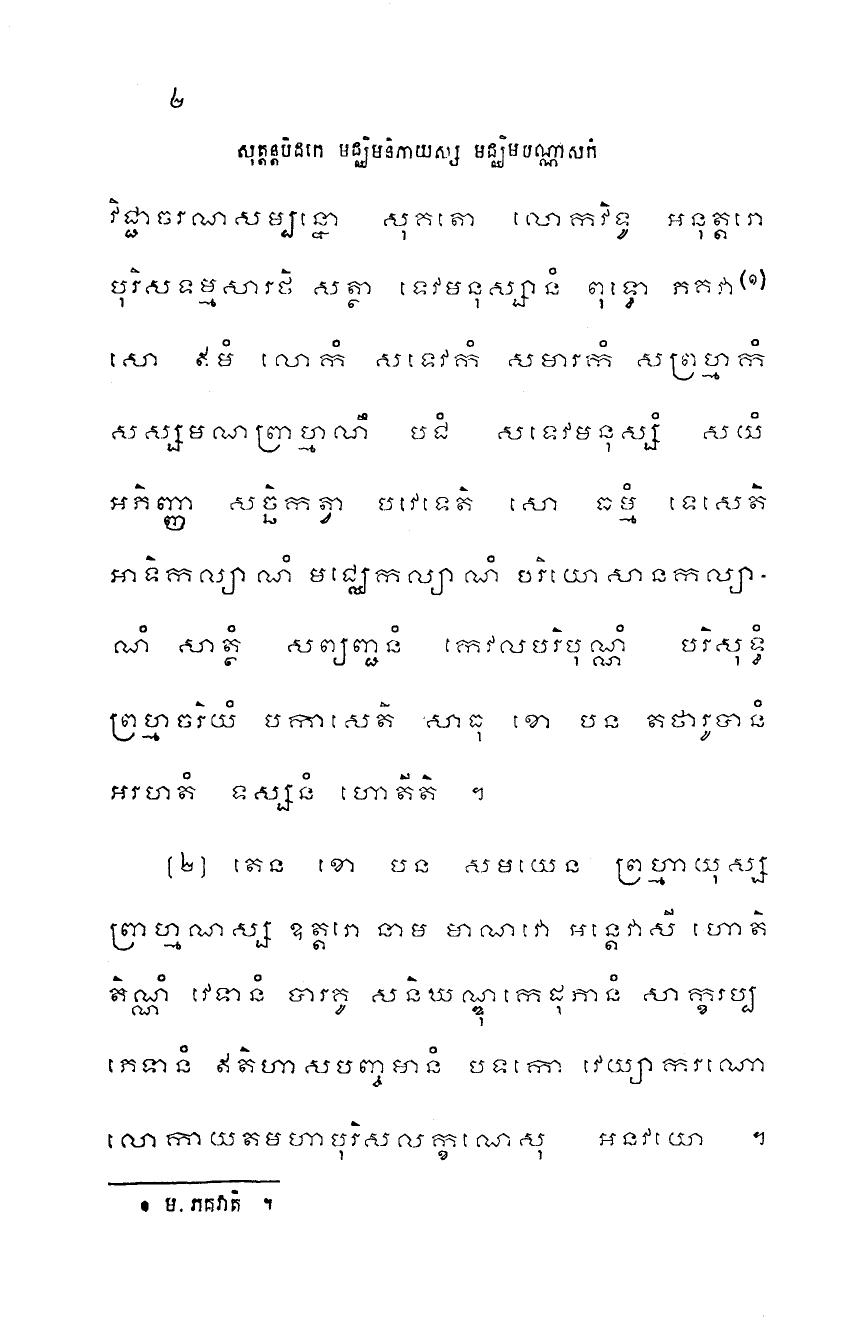 ២
សុត្តន្តបិដកេ មជ្ឈិមនិកាយស្ស មជ្ឈិមបណ្ណាសកំ
វិជ្ជាចរណសម្បន្នោ សុគតោ លោកវិទូ អនុត្តរោ
បុរិសទម្មសារថិ សត្ថា ទេវមនុស្សានំ ពុទ្ធោ ភគវា(១)
សោ ឥមំ លោកំ សទេវកំ សមារកំ សព្រហ្មកំ
សស្សមណព្រាហ្មណឹ បជំ សទេវមនុស្សំ សយំ
អភិញ្ញា សច្ឆិកត្វា បវេទេតិ សោ ធម្មំ ទេសេតិ
អាទិកល្យាណំ មជ្ឈេកល្យាណំ បរិយោសានកល្យា-
ណំ សាត្ថំ សព្យញ្ជនំ កេវលបរិបុណ្ណំ បរិសុទ្ធំ
ព្រហ្មចរិយំ បកាសេតិ សាធុ ខោ បន តថារូបានំ
អរហតំ ទស្សនំ ហោតីតិ ។
[២] តេន ខោ បន សមយេន ព្រហ្មាយុស្ស
ព្រាហ្មណស្ស ឧត្តរោ នាម មាណវោ អន្តេវាសី ហោតិ
តិណ្ណំ វេទានំ បារគូ សនិឃណ្ឌុកេដុភានំ សាក្ខរប្ប
ភេទានំ ឥតិហាសបញ្ចមានំ បទកោ វេយ្យាករណោ
លោកាយតមហាបុរិសលក្ខណេសុ អនវយោ ។
១ ម. ភគវាតិ ។